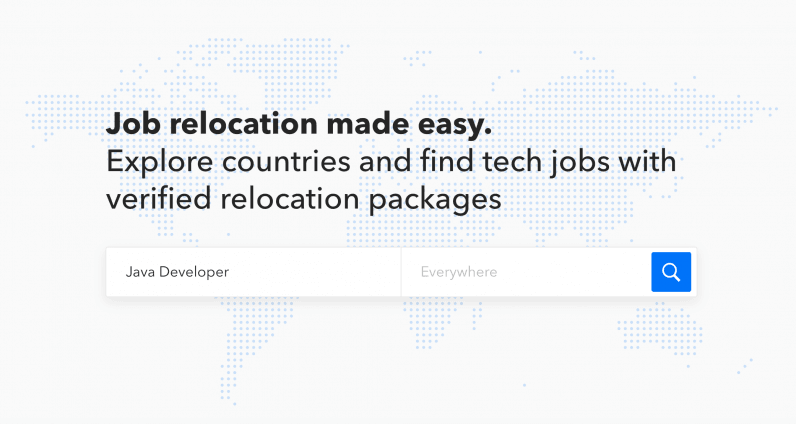 Job relocation made easy.
Explore countries and find tech jobs with
verified relocation packages
Java Developer
Everywhere